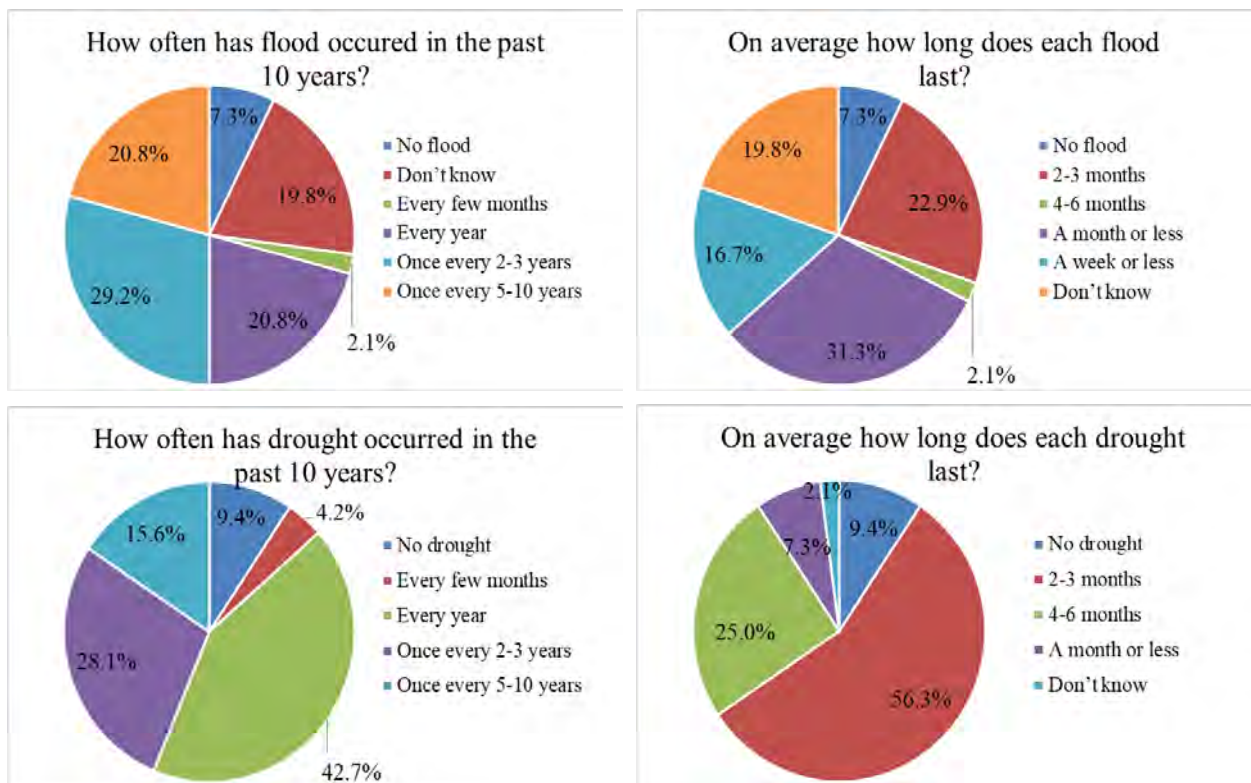 How often has flood occured in the past
10 years?
7.3%
19.8%
2.1%
20.8%
29.2%
20.8%
No flood
Don't know
Every few months
Every year
Once every 2-3 years
Once every 5-10 years
On average how long does each flood
last?
7.3%
22.9%
2.1%
31.3%
16.7%
19.8%
No flood
2-3 months
4-6 months
A month or less
A week or less
Don't know
How often has drought occurred in the
past 10 years?
9.4%
4.2%
42.7%
28.1%
15.6%
No drought
Every few months
Every year
Once every 2-3 years
Once every 5-10 years
On average how long does each drought
last?
9.4%
56.3%
25.0%
7.3%
2.1%
No drought
2-3 months
4-6 months
A month or less
Don't know